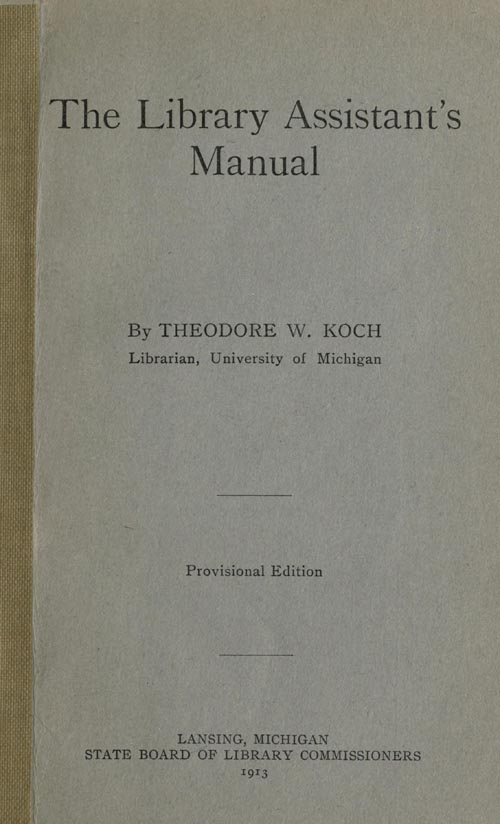 The Library Assistant's
Manual
By THEODORE W. KOCH
Librarian, University of Michigan
Provisional Edition
LANSING, MICHIGAN
STATE BOARD OF LIBRARY COMMISSIONERS
1913